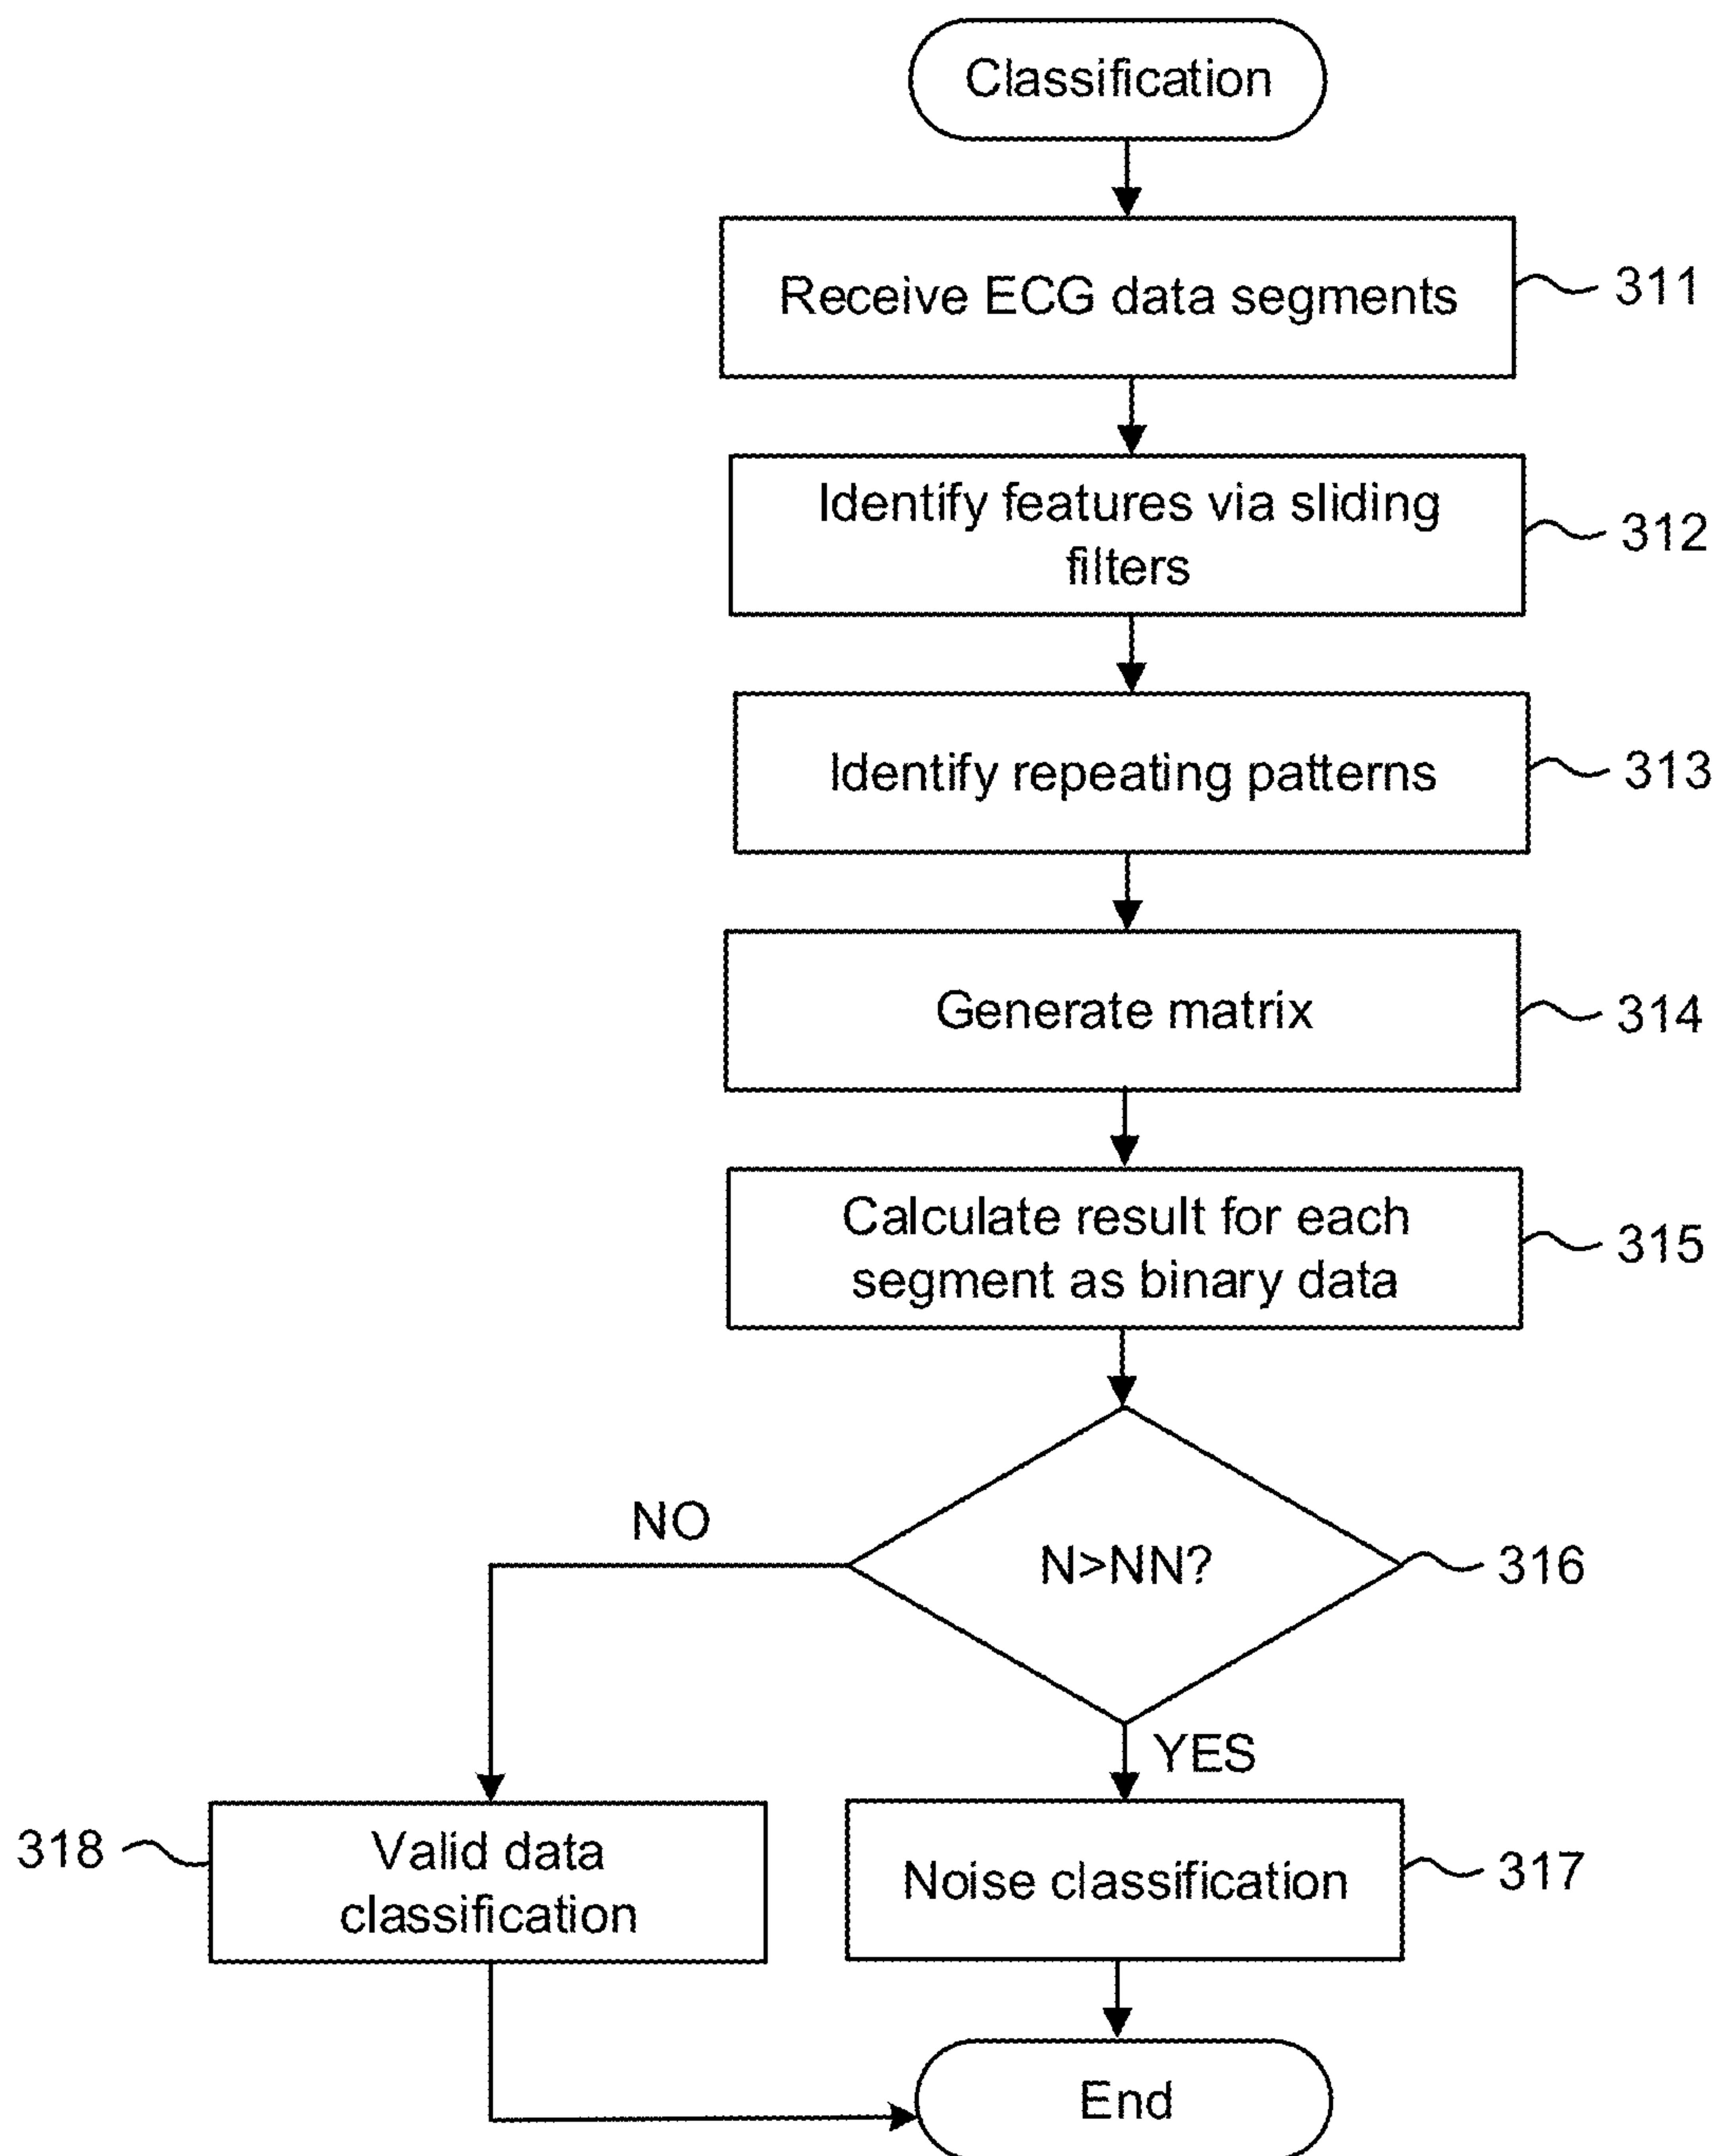 Classification
Receive ECG data segments
311
Identify features via sliding
filters
312
Identify repeating patterns
313
Generate matrix
314
Calculate result for each
segment as binary data
315
NO
N>NN?
316
YES
318
Valid data
classification
Noise classification
317
End